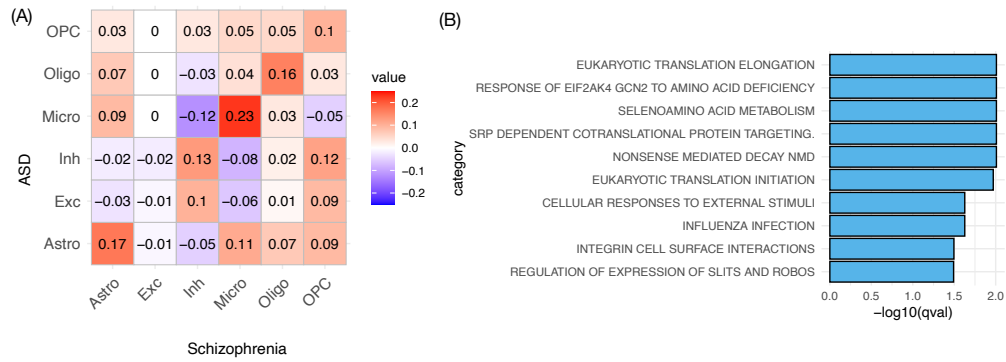 (A)
ASD
OPC 0.03 0 0.03 0.05 0.05 0.1
Oligo 0.07 0 −0.03 0.04 0.16 0.03
Micro 0.09 0 −0.12 0.23 0.03 −0.05
Inh −0.02 −0.02 0.13 −0.08 0.02 0.12
Exc −0.03 −0.01 0.1 −0.06 0.01 0.09
Astro 0.17 −0.01 −0.05 0.11 0.07 0.09
Astro Exc Inh Micro Oligo OPC
Schizophrenia
value
0.2
0.1
0.0
−0.1
−0.2
(B)
category
EUKARYOTIC TRANSLATION ELONGATION
RESPONSE OF EIF2AK4 GCN2 TO AMINO ACID DEFICIENCY
SELENOAMINO ACID METABOLISM
SRP DEPENDENT COTRANSLATIONAL PROTEIN TARGETING.
NONSENSE MEDIATED DECAY NMD
EUKARYOTIC TRANSLATION INITIATION
CELLULAR RESPONSES TO EXTERNAL STIMULI
INFLUENZA INFECTION
INTEGRIN CELL SURFACE INTERACTIONS
REGULATION OF EXPRESSION OF SLITS AND ROBOS
0.0 0.5 1.0 1.5 2.0
−log10(qval)